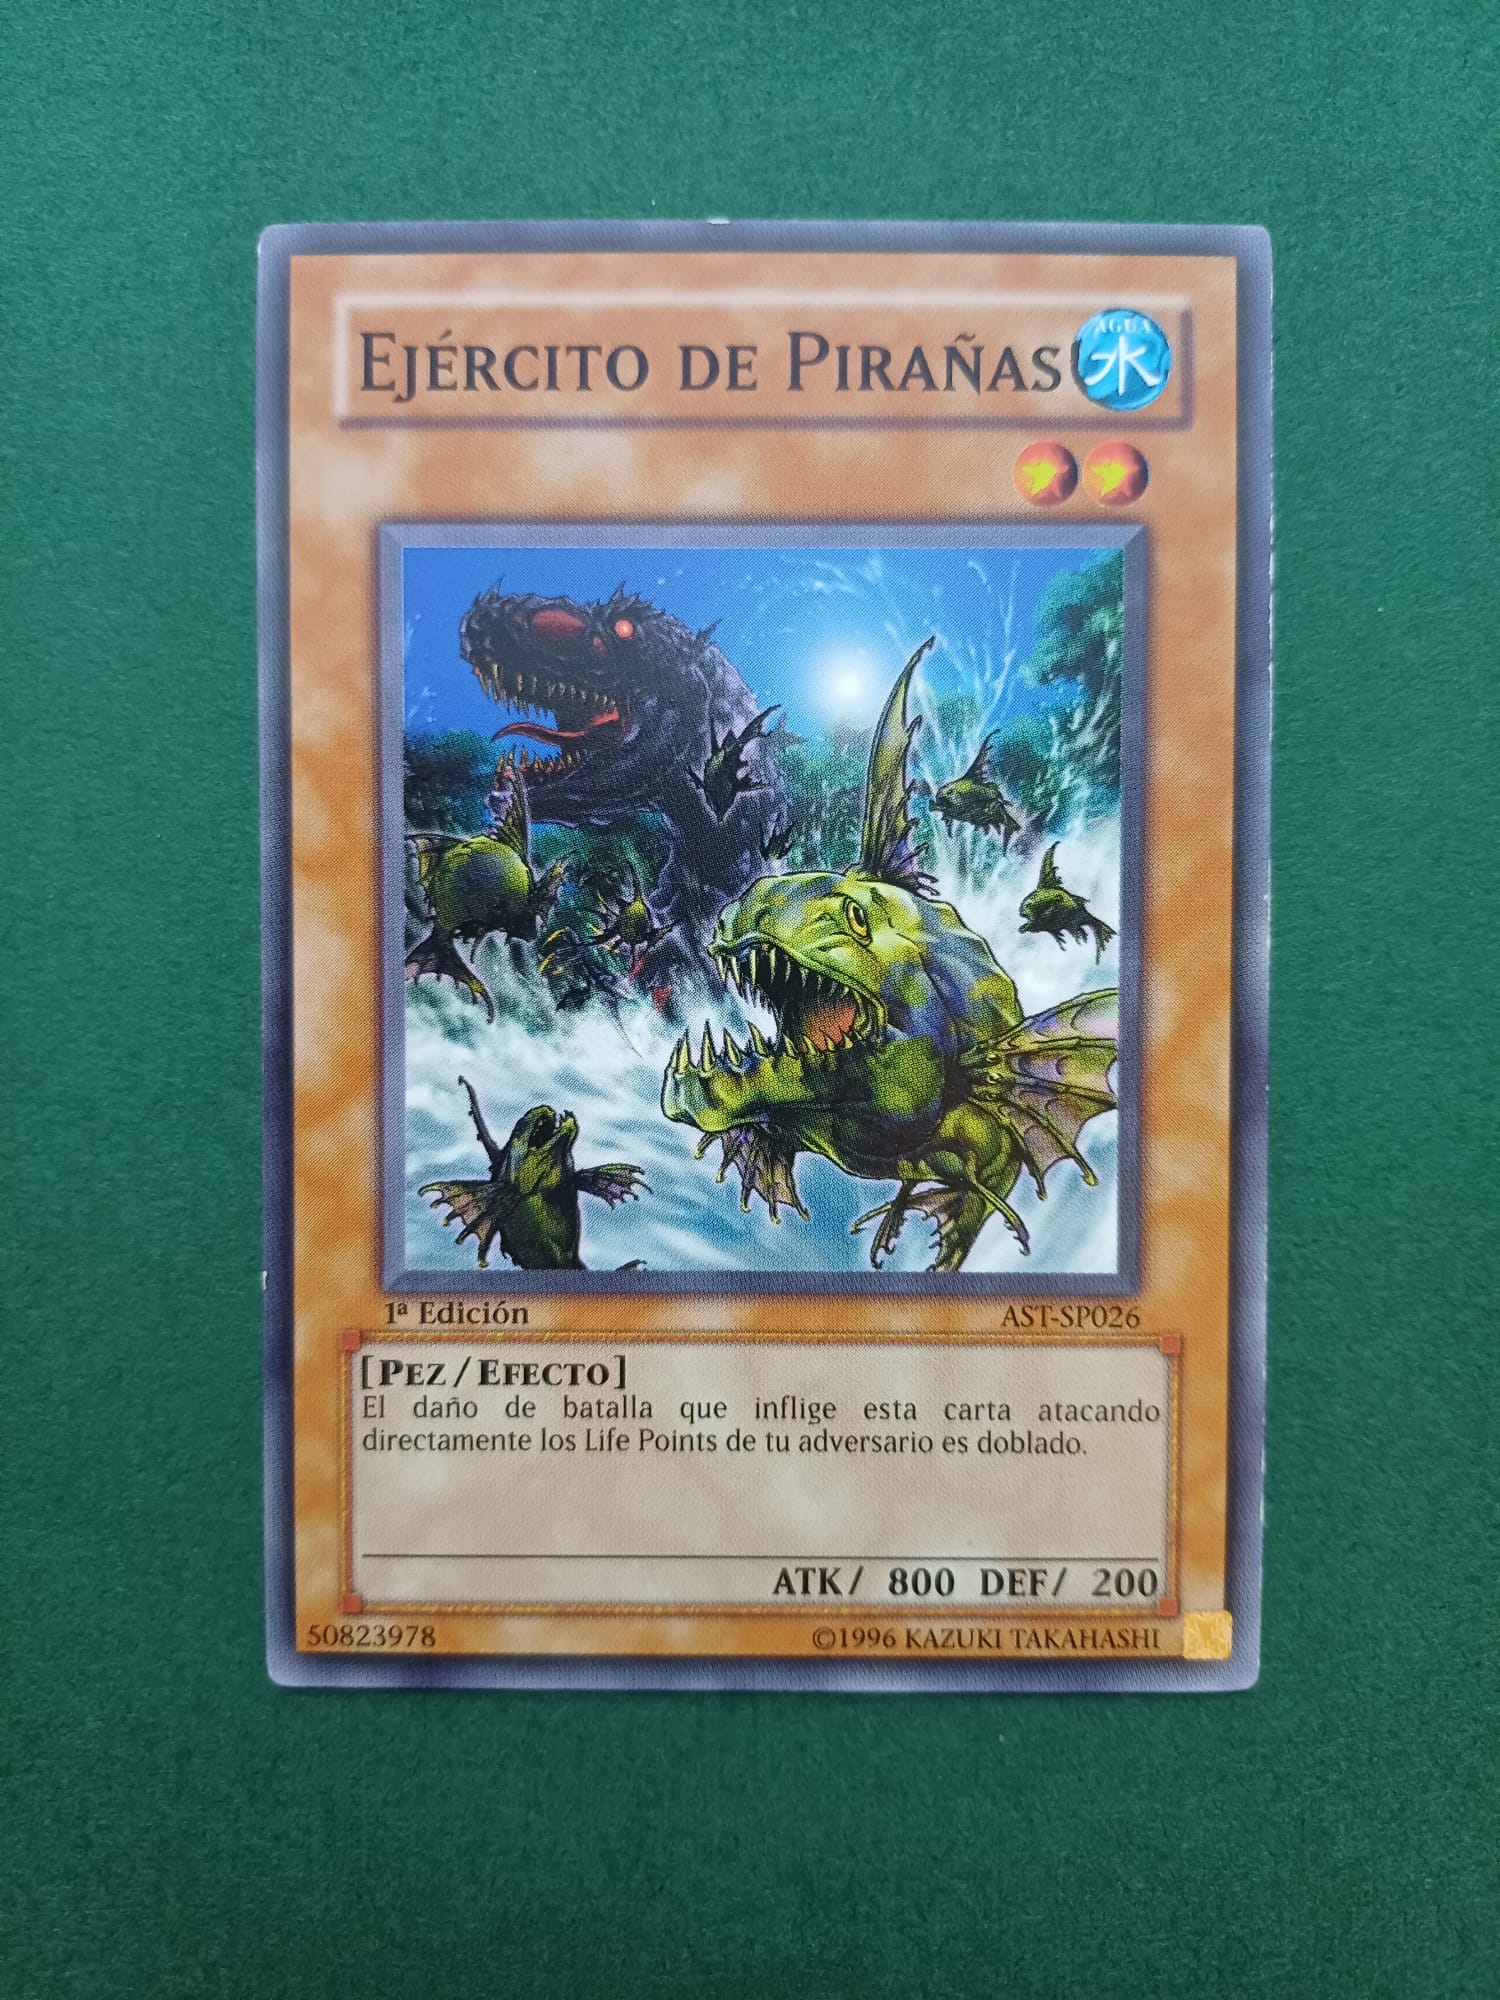 Ejército de Pirañas
AGUA
水
1ª Edición
AST-SP026
[Pez / Efecto]
El daño de batalla que inflige esta carta atacando
directamente los Life Points de tu adversario es doblado.
ATK/ 800 DEF/ 200
50823978
©1996 KAZUKI TAKAHASHI